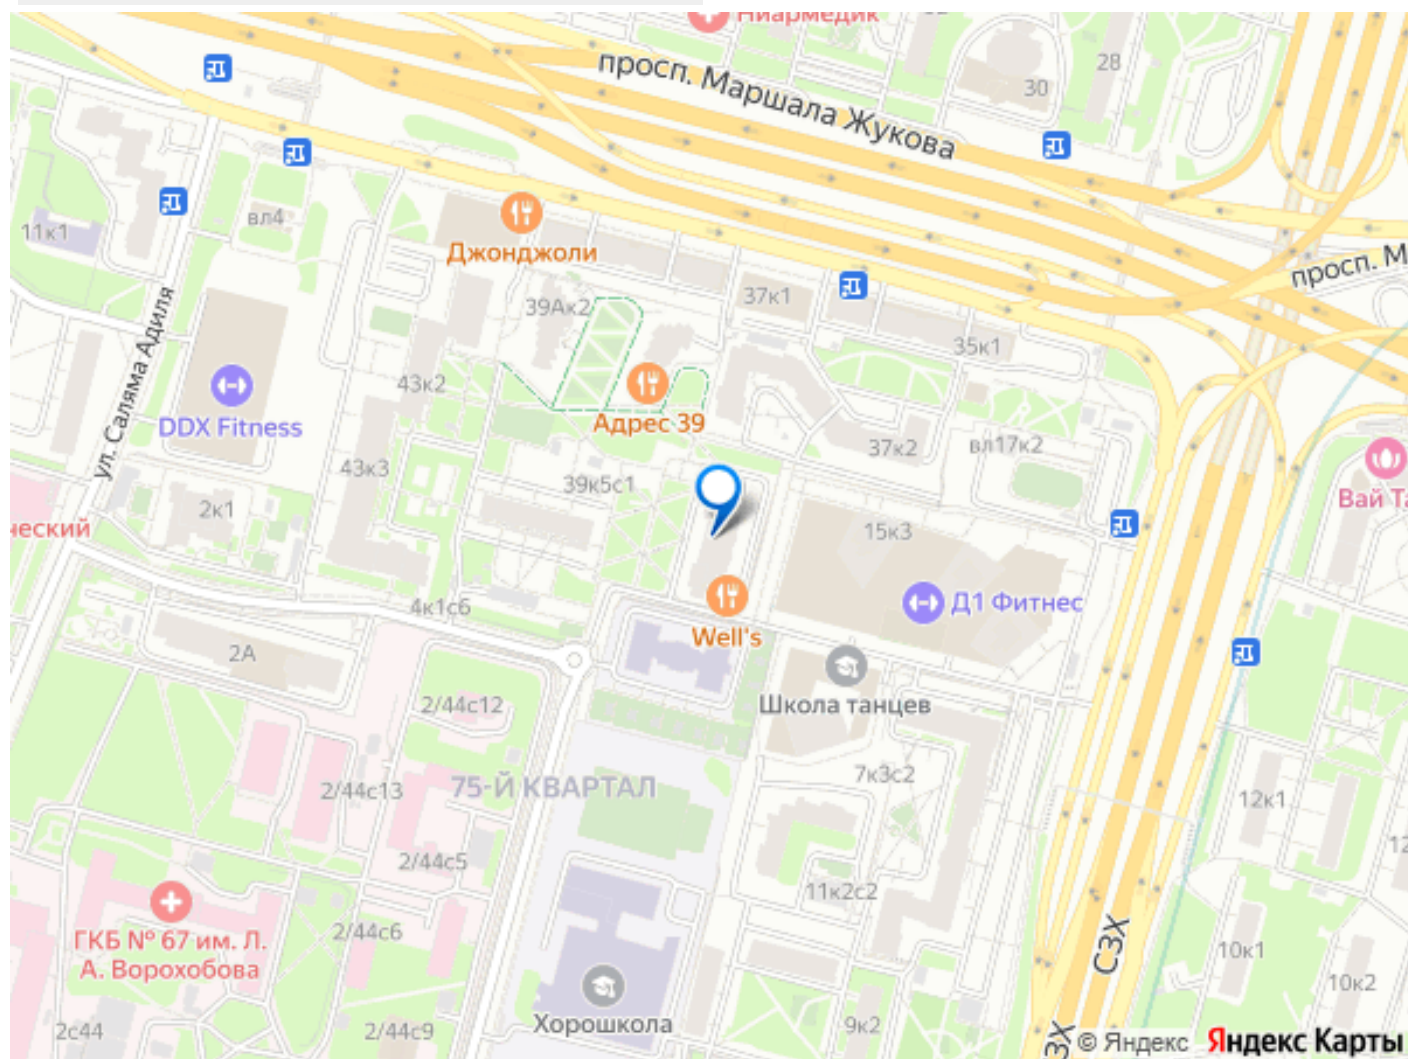 Ниармедик
28
30
просп. Маршала Жукова
11к1
вл4
Джонджоли
просп. М
39Ак2
37к1
35к1
ул. Саляма Адиля
43к2
DDX Fitness
Адрес 39
37к2
вл17к2
43к3
39к5с1
Вай Та
2к1
ческий
15к3
4к1с6
Д1 Фитнес
Well's
2А
2/44с12
Школа танцев
75-Й КВАРТАЛ
7к3с2
2/44с13
12к1
12
2/44с5
11к2с2
ГКБ № 67 им. Л.
А. Ворохобова
2/44с6
СЗХ
10к1
10к2
Хорошкола
2с44
2/44с9
9к2
ЗХ
© Яндекс Яндекс Карты